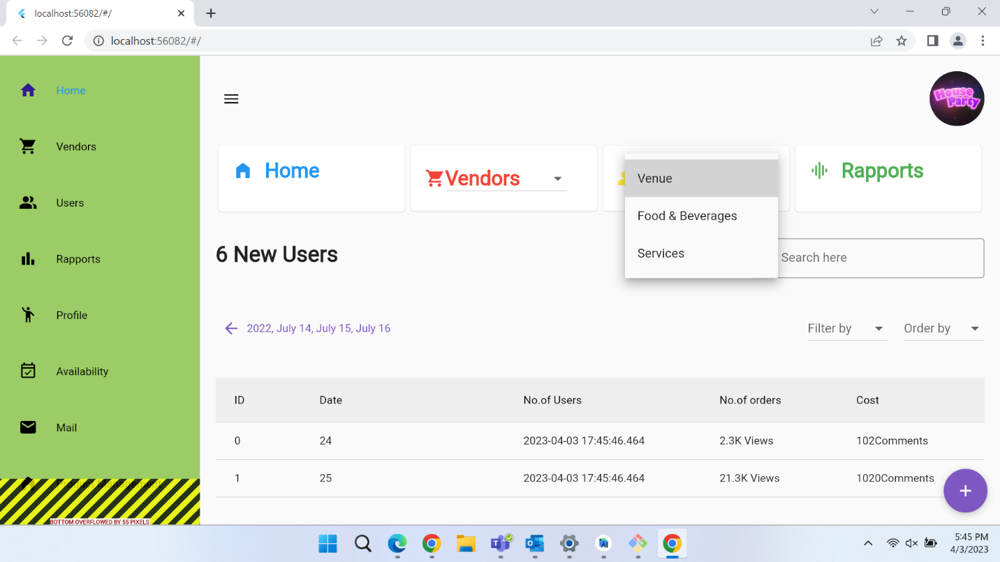 localhost:56082/#/
localhost:56082/#/
Home
Vendors
Users
Rapports
Profile
Availability
Mail
Product Management
BOTTOM OVERFLOWED BY 55 PIXELS
House Party
Home
Vendors
Rapports
Venue
Food & Beverages
Services
6 New Users
Search here
2022, July 14, July 15, July 16
Filter by Order by
ID Date No.of Users No.of orders Cost
0 24 2023-04-03 17:45:46.464 2.3K Views 102Comments
1 25 2023-04-03 17:45:46.464 21.3K Views 1020Comments
5:45 PM
4/3/2023